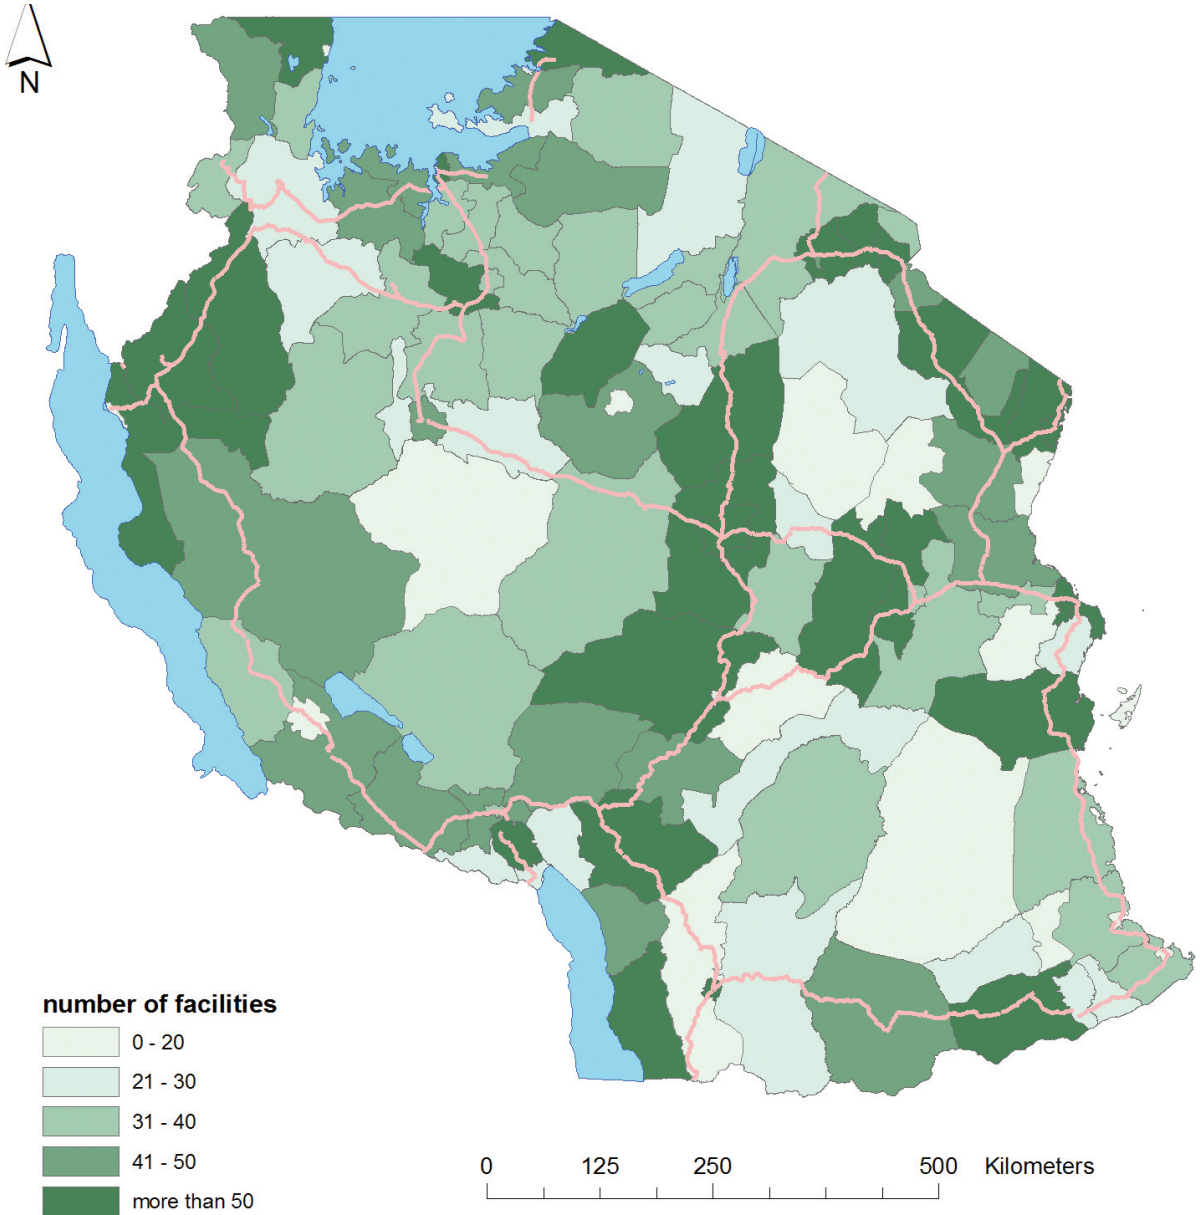 N
number of facilities
0 - 20
21 - 30
31 - 40
41 - 50
more than 50
0 125 250 500 Kilometers